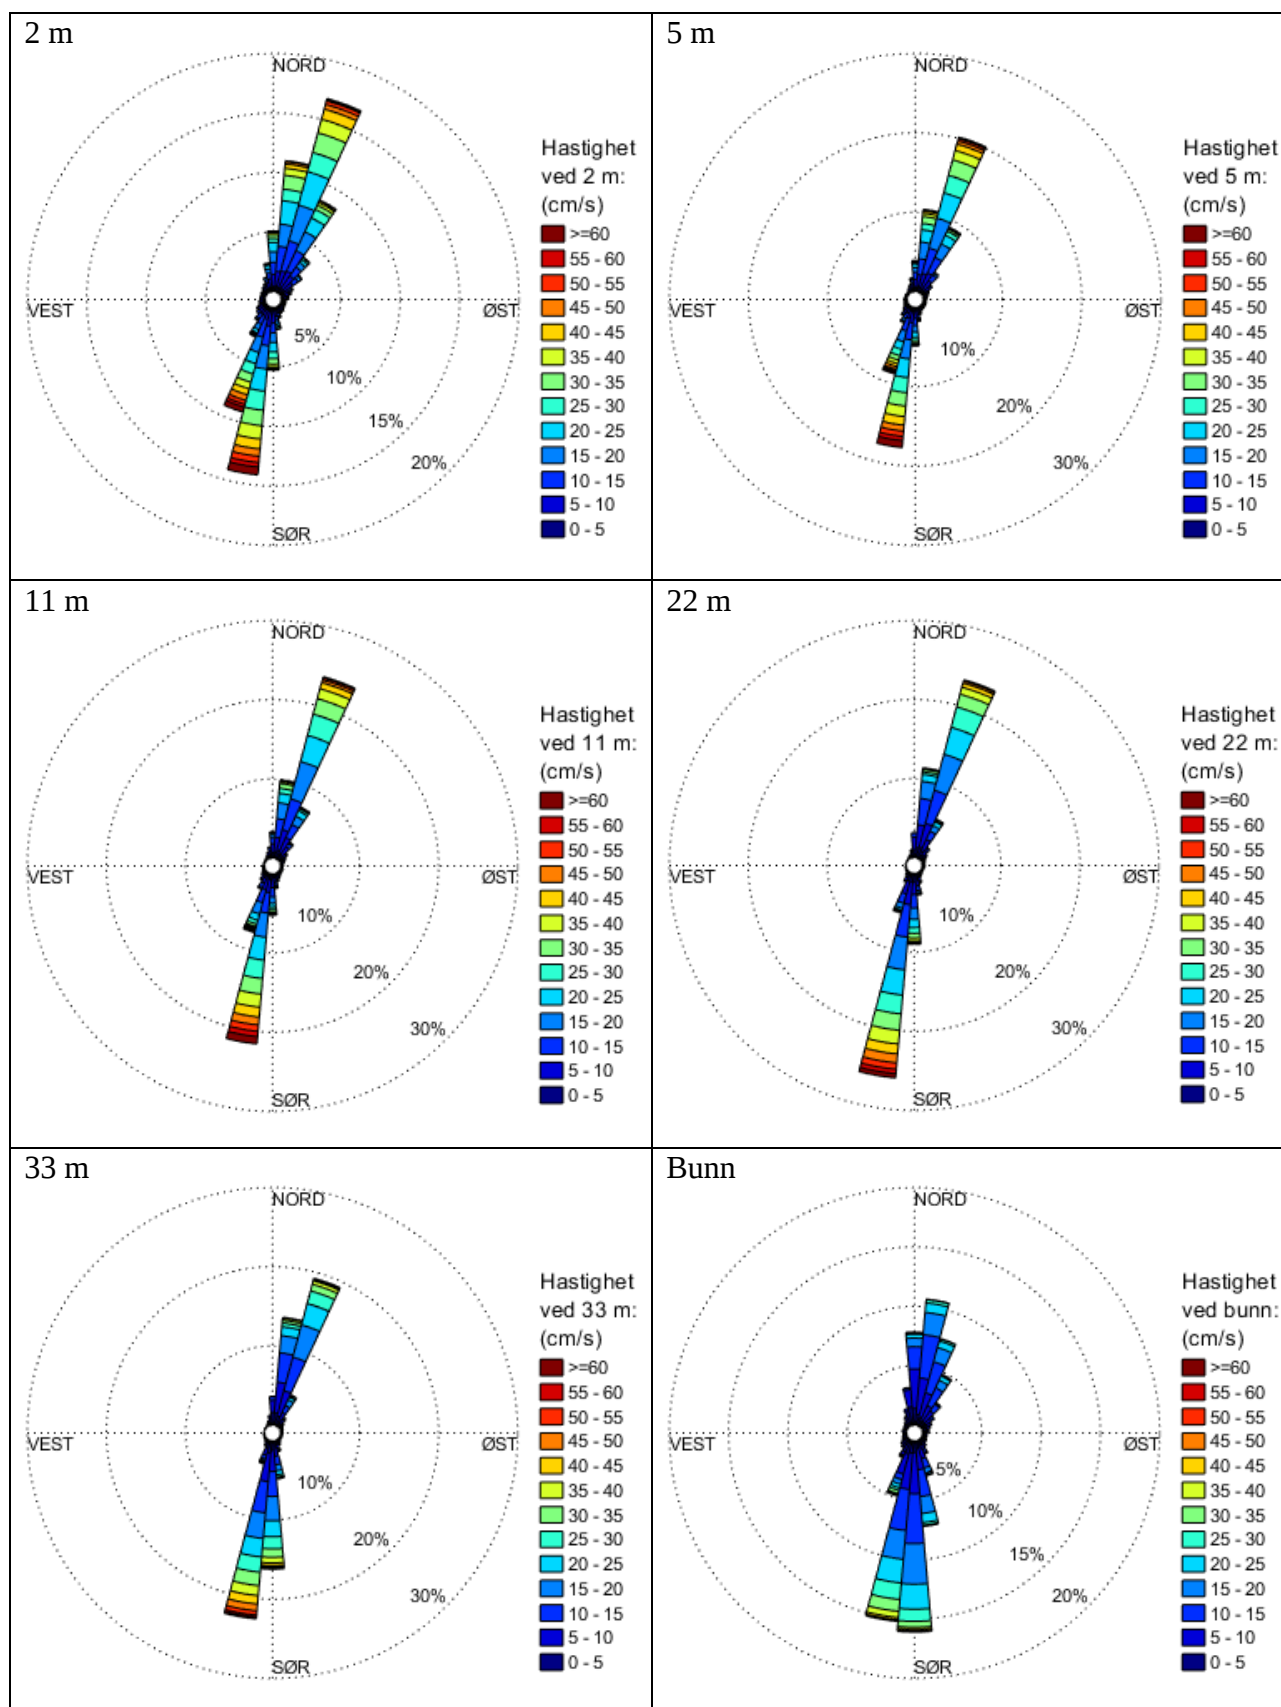 2 m
NORD
VEST
ØST
SØR
5%
10%
15%
20%
Hastighet
ved 2 m:
(cm/s)
>=60
55 - 60
50 - 55
45 - 50
40 - 45
35 - 40
30 - 35
25 - 30
20 - 25
15 - 20
10 - 15
5 - 10
0 - 5
5 m
NORD
VEST
ØST
SØR
10%
20%
30%
Hastighet
ved 5 m:
(cm/s)
>=60
55 - 60
50 - 55
45 - 50
40 - 45
35 - 40
30 - 35
25 - 30
20 - 25
15 - 20
10 - 15
5 - 10
0 - 5
11 m
NORD
VEST
ØST
SØR
10%
20%
30%
Hastighet
ved 11 m:
(cm/s)
>=60
55 - 60
50 - 55
45 - 50
40 - 45
35 - 40
30 - 35
25 - 30
20 - 25
15 - 20
10 - 15
5 - 10
0 - 5
22 m
NORD
VEST
ØST
SØR
10%
20%
30%
Hastighet
ved 22 m:
(cm/s)
>=60
55 - 60
50 - 55
45 - 50
40 - 45
35 - 40
30 - 35
25 - 30
20 - 25
15 - 20
10 - 15
5 - 10
0 - 5
33 m
NORD
VEST
ØST
SØR
10%
20%
30%
Hastighet
ved 33 m:
(cm/s)
>=60
55 - 60
50 - 55
45 - 50
40 - 45
35 - 40
30 - 35
25 - 30
20 - 25
15 - 20
10 - 15
5 - 10
0 - 5
Bunn
NORD
VEST
ØST
SØR
5%
10%
15%
20%
Hastighet
ved bunn:
(cm/s)
>=60
55 - 60
50 - 55
45 - 50
40 - 45
35 - 40
30 - 35
25 - 30
20 - 25
15 - 20
10 - 15
5 - 10
0 - 5